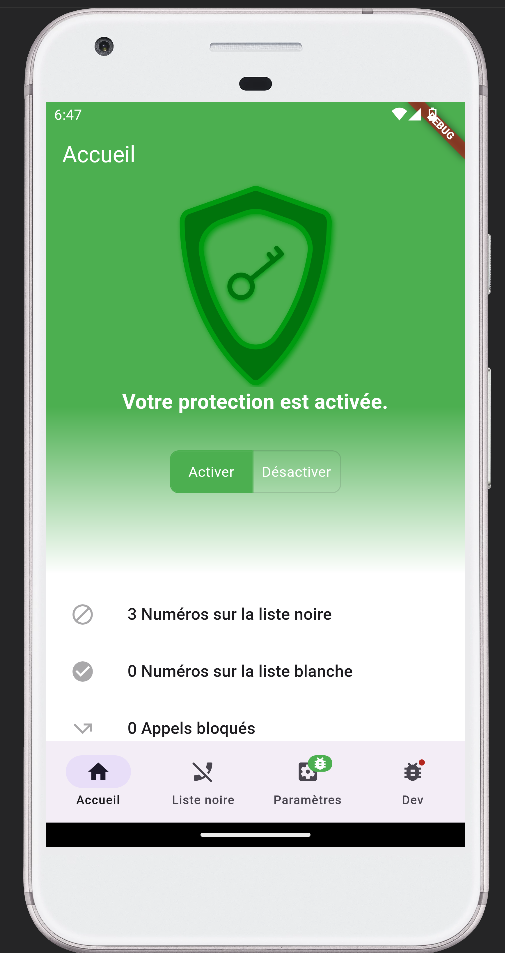 6:47
DEBUG
Accueil
Votre protection est activée.
Activer
Désactiver
3 Numéros sur la liste noire
0 Numéros sur la liste blanche
0 Appels bloqués
Accueil
Liste noire
Paramètres
Dev